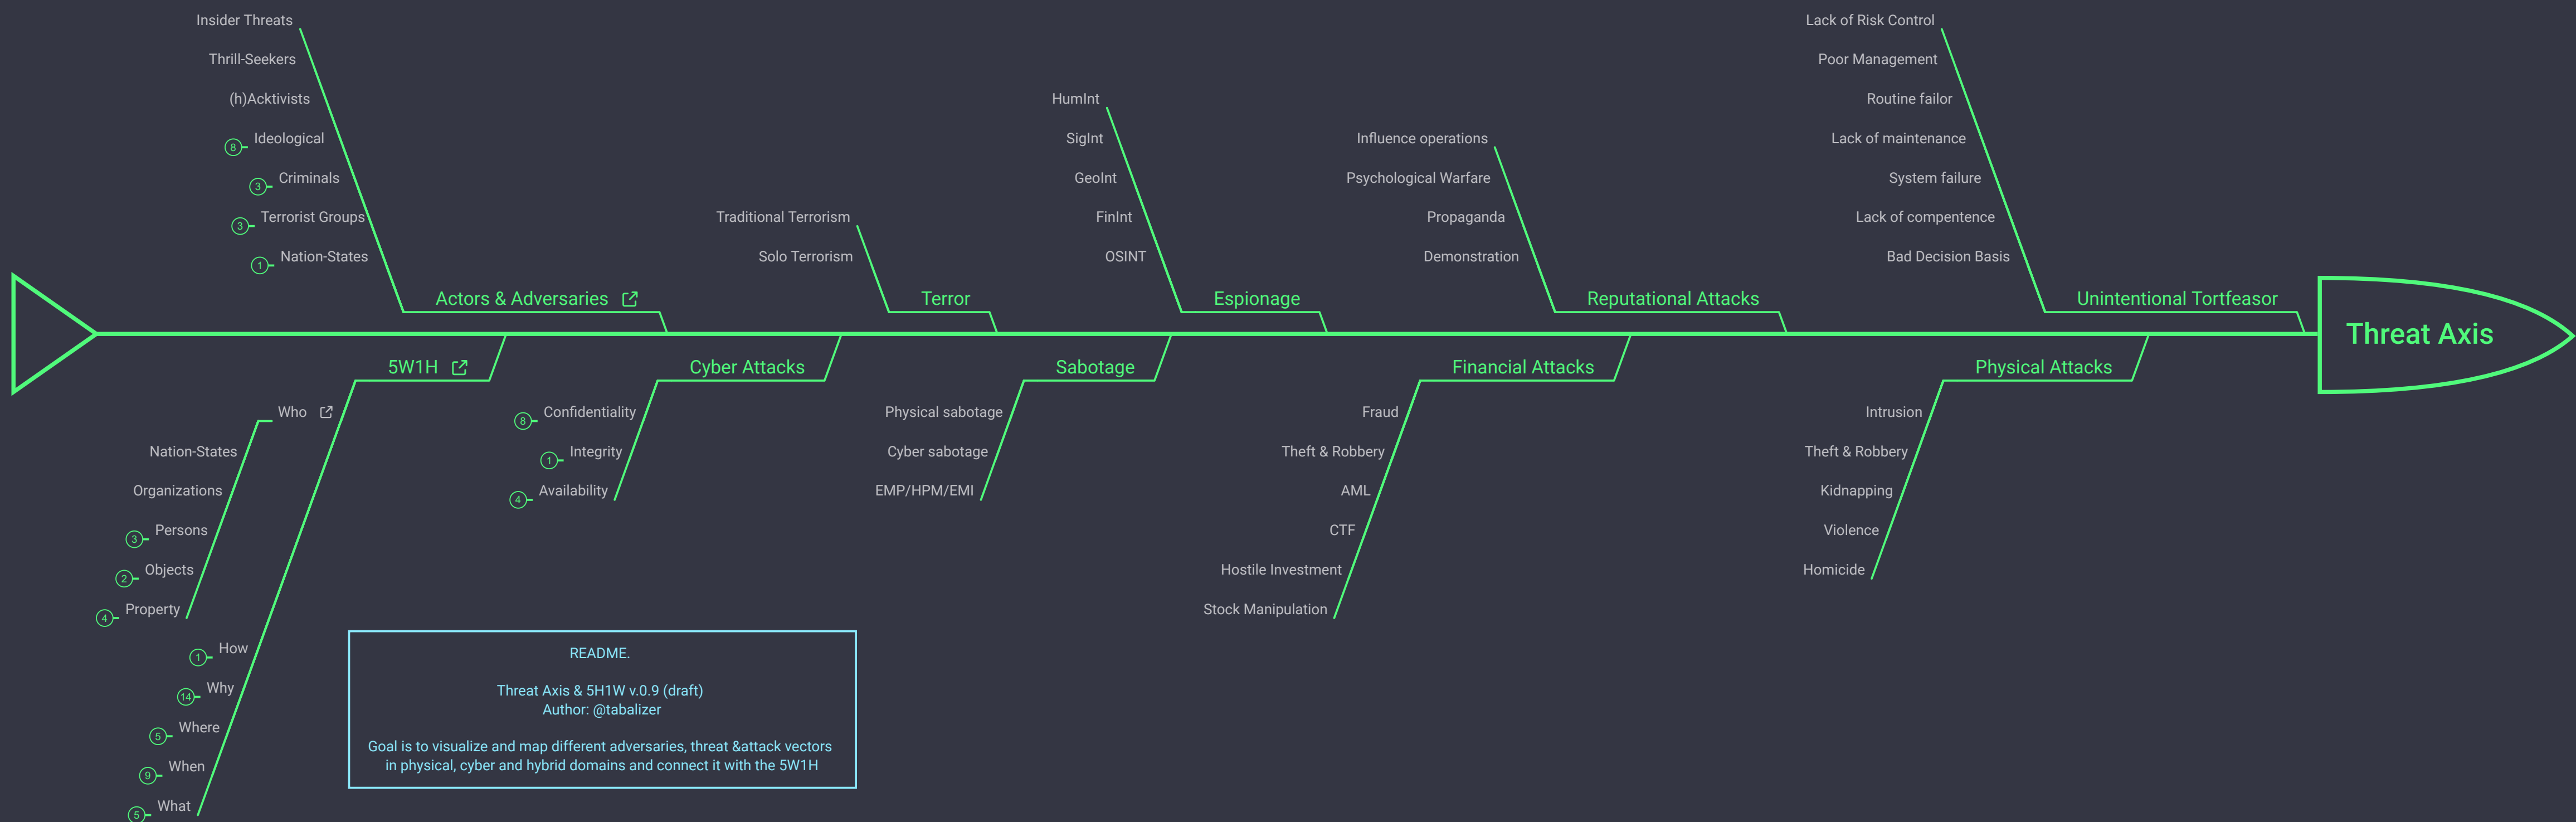 Insider Threats
Thrill-Seekers
(h)Acktivists
8
Ideological
3
Criminals
3
Terrorist Groups
1
Nation-States
Actors & Adversaries
Traditional Terrorism
Solo Terrorism
Terror
HumInt
SigInt
GeoInt
FinInt
OSINT
Espionage
Influence operations
Psychological Warfare
Propaganda
Demonstration
Reputational Attacks
Lack of Risk Control
Poor Management
Routine failor
Lack of maintenance
System failure
Lack of compentence
Bad Decision Basis
Unintentional Tortfeasor
Threat Axis
5W1H
Who
Nation-States
Organizations
3
Persons
2
Objects
4
Property
1
How
14
Why
5
Where
9
When
5
What
Cyber Attacks
8
Confidentiality
1
Integrity
4
Availability
Sabotage
Physical sabotage
Cyber sabotage
EMP/HPM/EMI
Financial Attacks
Fraud
Theft & Robbery
AML
CTF
Hostile Investment
Stock Manipulation
Physical Attacks
Intrusion
Theft & Robbery
Kidnapping
Violence
Homicide
README.
Threat Axis & 5H1W v.0.9 (draft)
Author: @tabalizer
Goal is to visualize and map different adversaries, threat &attack vectors
in physical, cyber and hybrid domains and connect it with the 5W1H